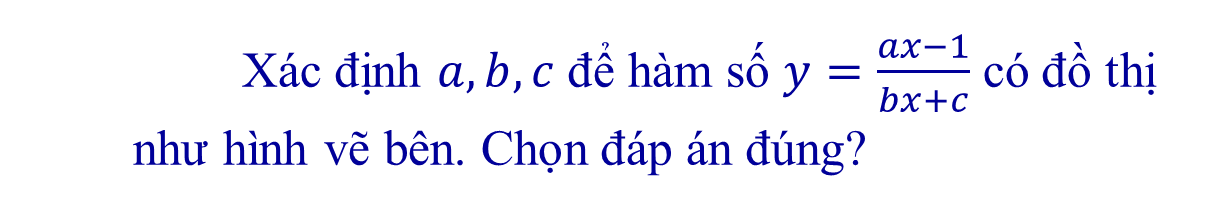 Xác định a, b, c để hàm số y = \frac{ax−1}{bx+c} có đồ thị
như hình vẽ bên. Chọn đáp án đúng?